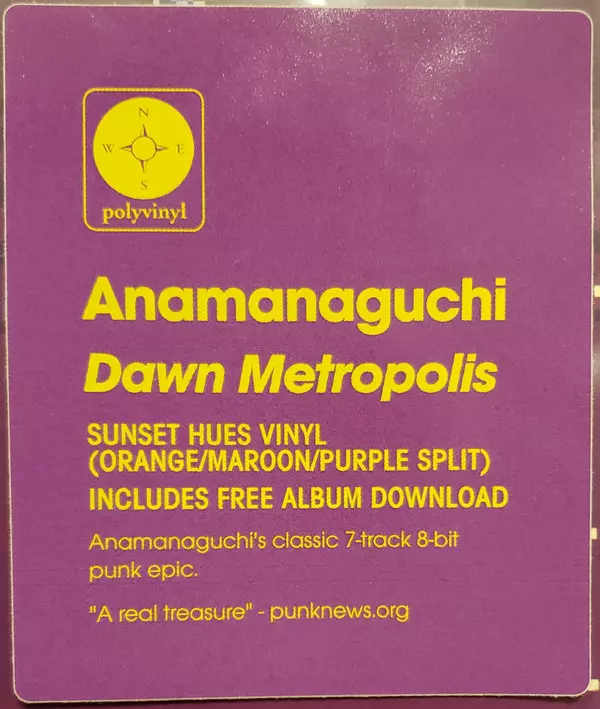 N
W E
S
polyvinyl
Anamanaguchi
Dawn Metropolis
SUNSET HUES VINYL
(ORANGE/MAROON/PURPLE SPLIT)
INCLUDES FREE ALBUM DOWNLOAD
Anamanaguchi's classic 7-track 8-bit
punk epic.
"A real treasure" - punknews.org